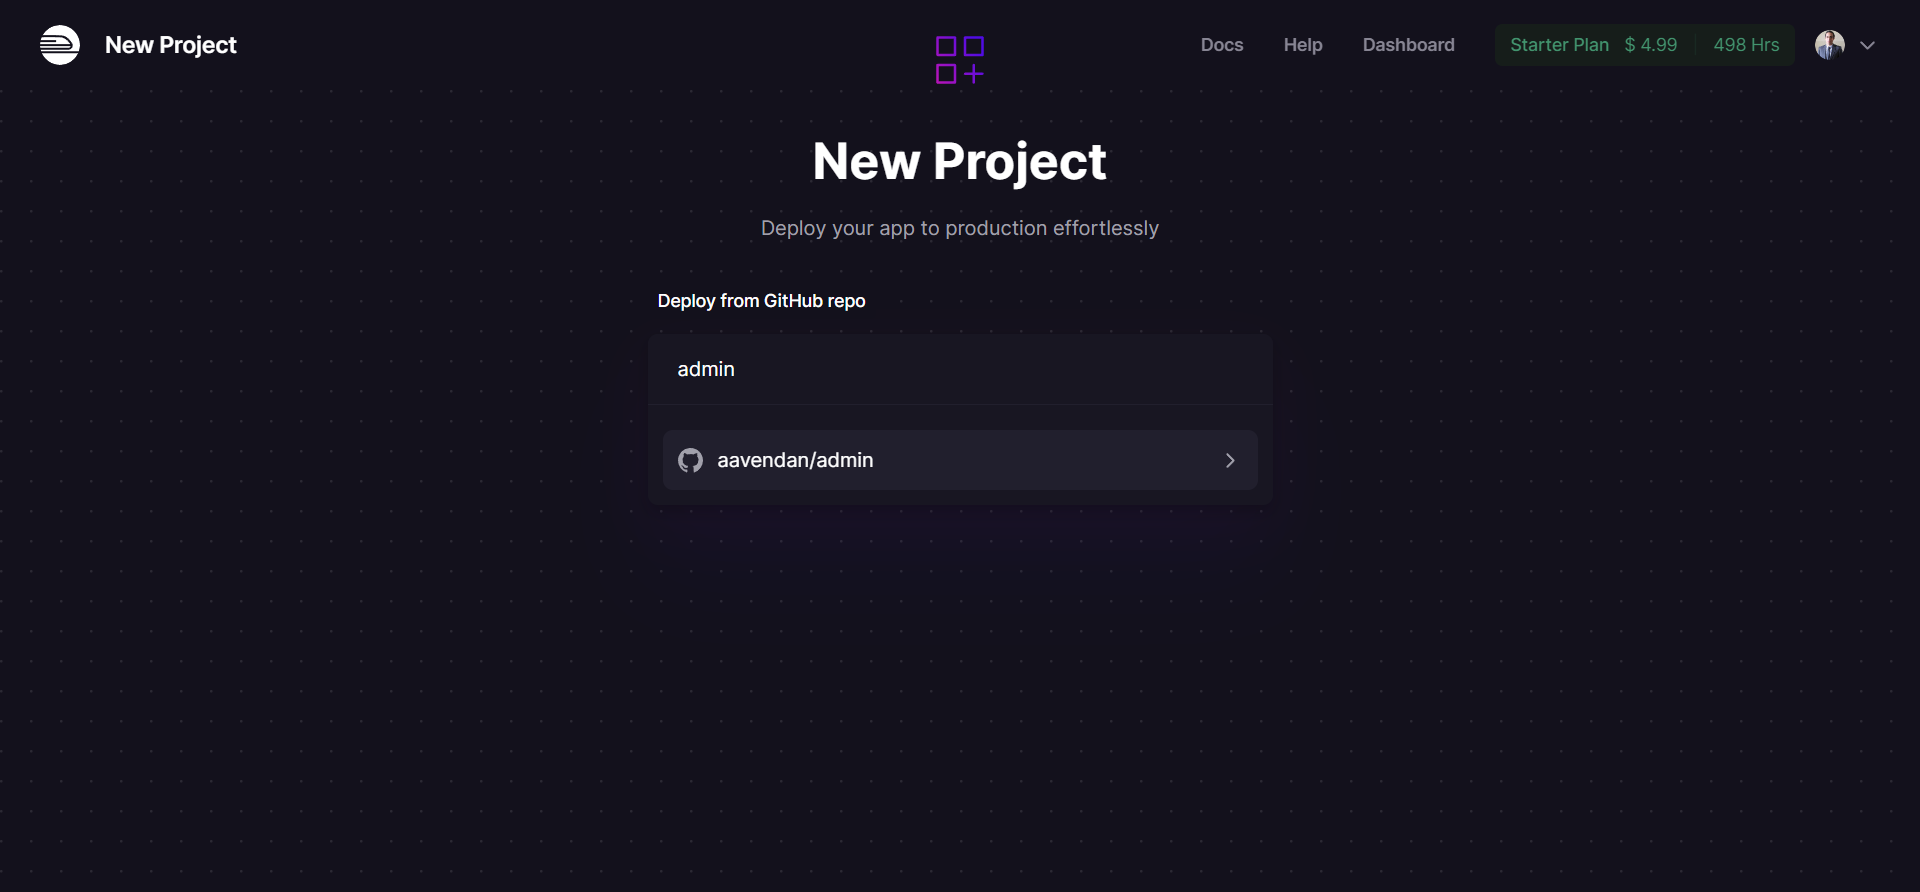 New Project
Docs Help Dashboard Starter Plan $ 4.99 498 Hrs
New Project
Deploy your app to production effortlessly
Deploy from GitHub repo
admin
aavendan/admin